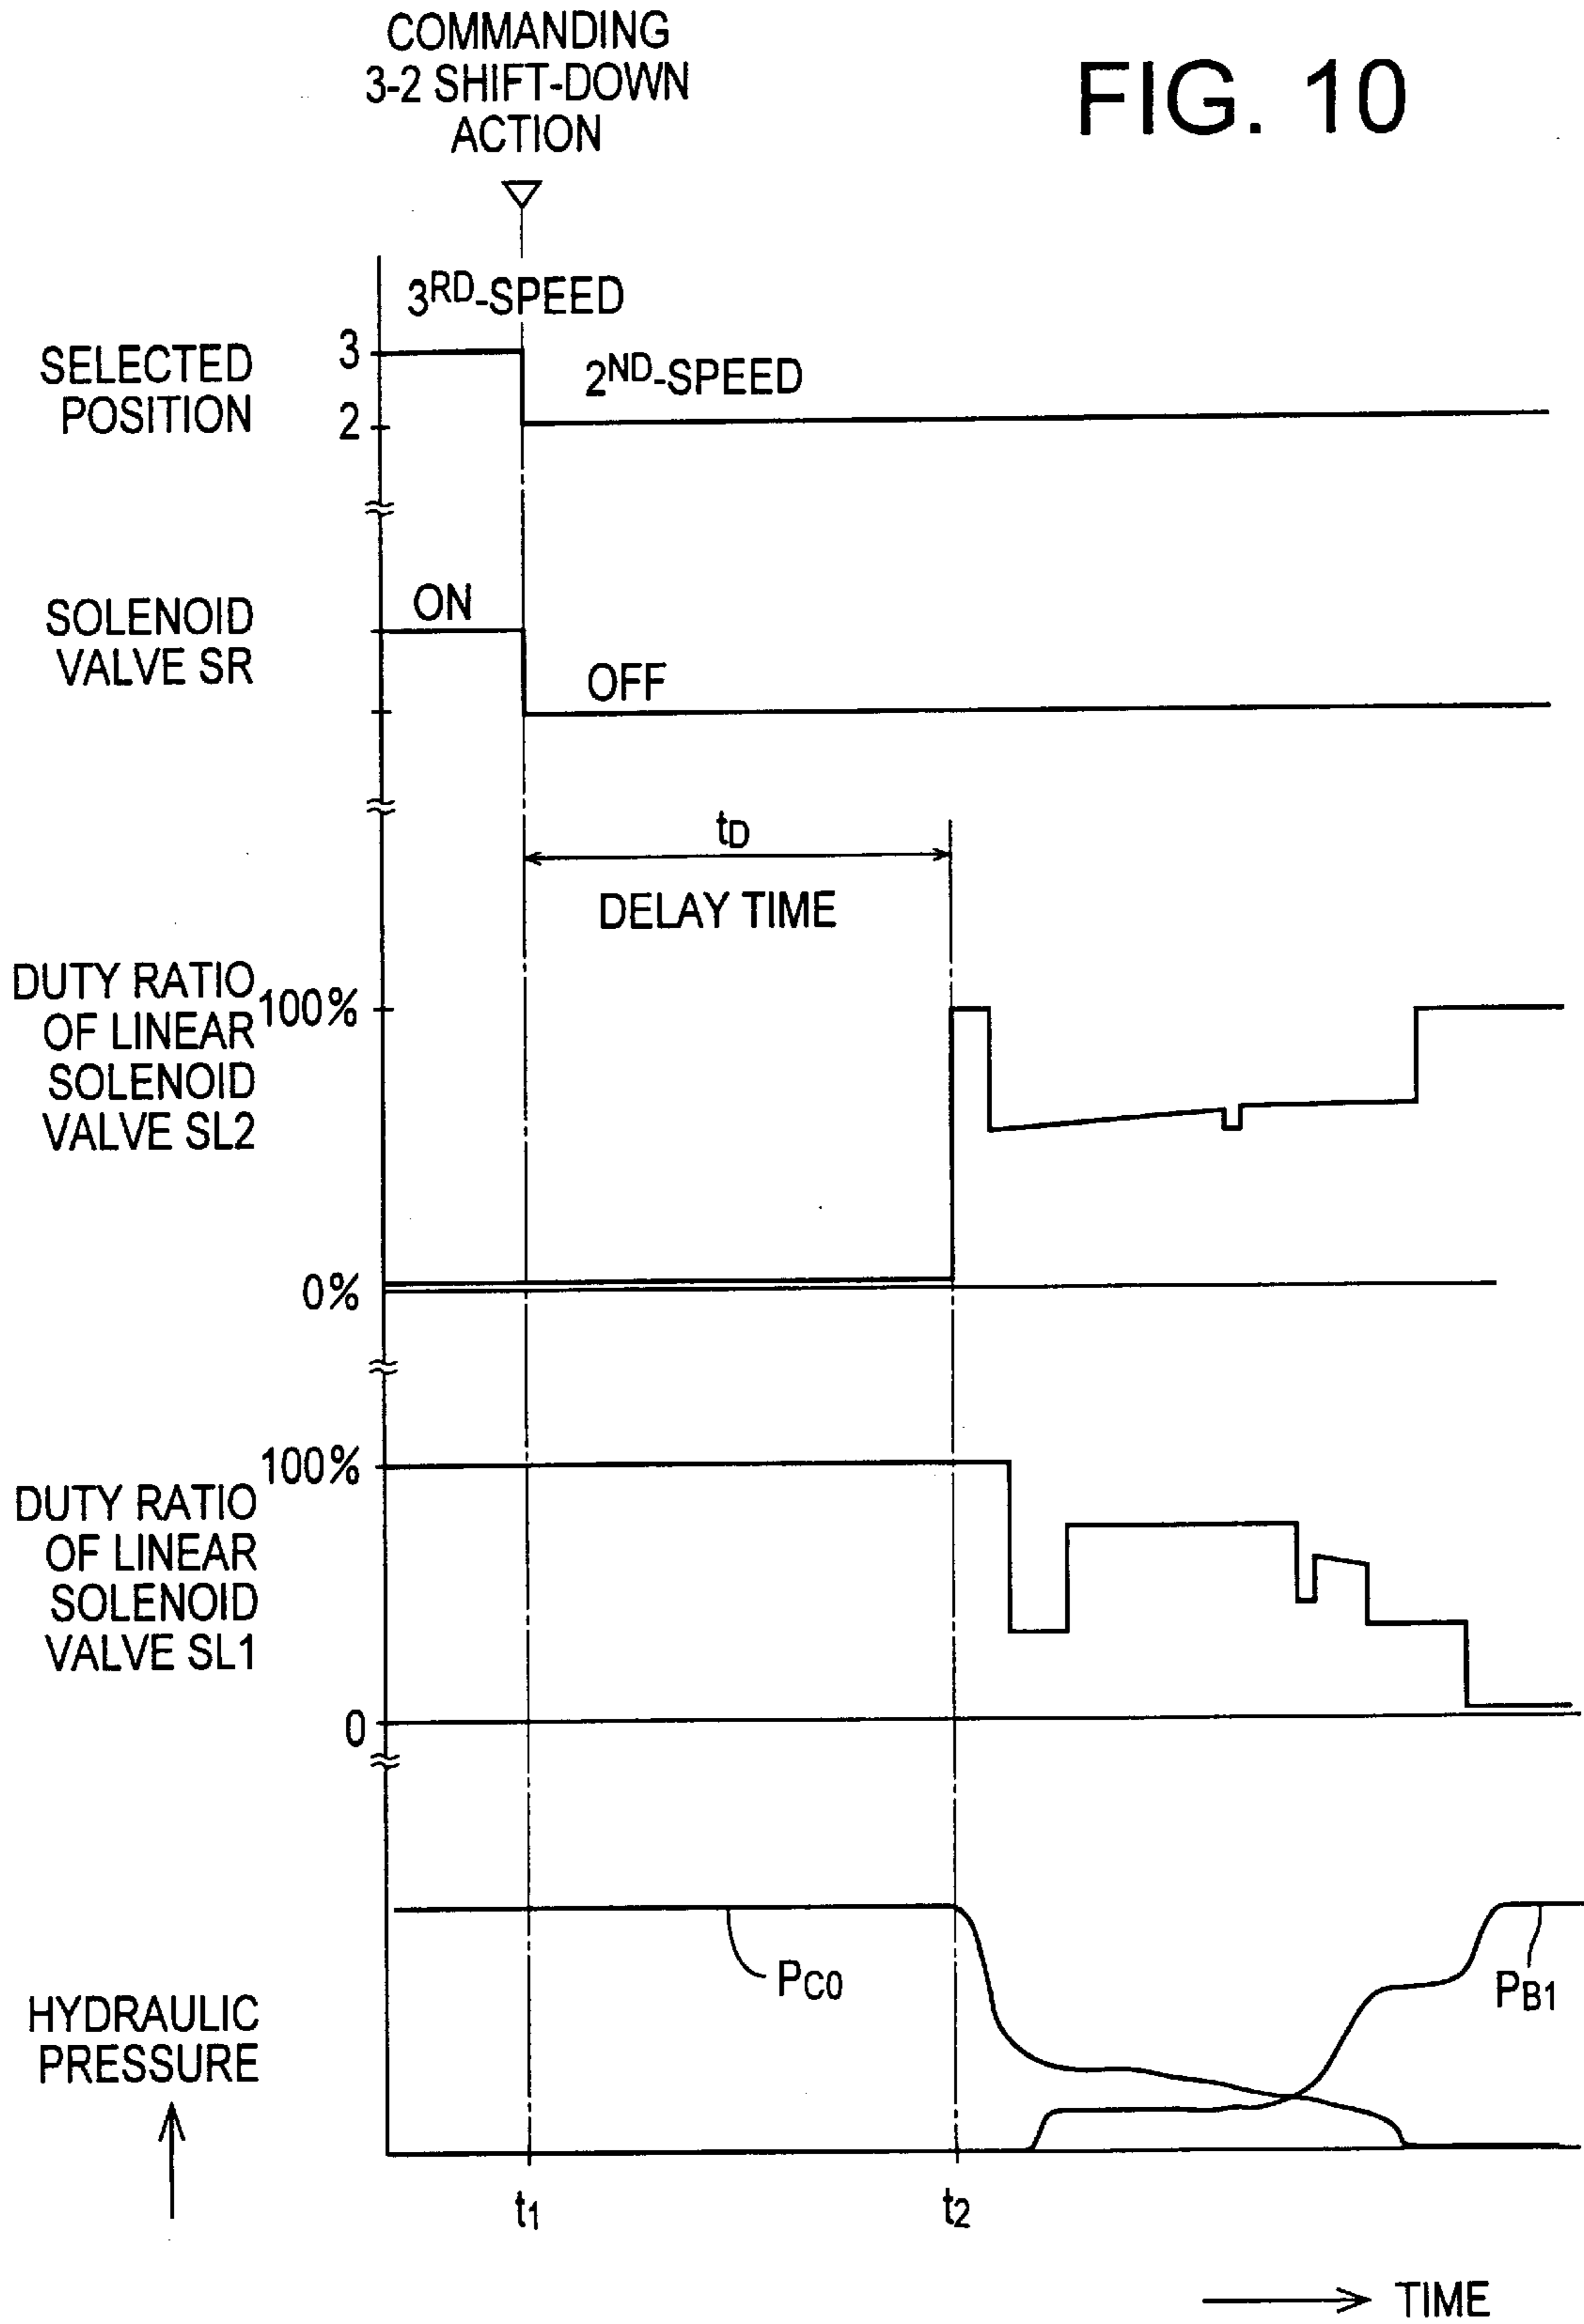 COMMANDING
3-2 SHIFT-DOWN
ACTION
FIG. 10
3RD-SPEED
SELECTED
POSITION
3
2
2ND-SPEED
SOLENOID
VALVE SR
ON
OFF
tD
DELAY TIME
DUTY RATIO
OF LINEAR
SOLENOID
VALVE SL2
100%
0%
DUTY RATIO
OF LINEAR
SOLENOID
VALVE SL1
100%
0
PC0
PB1
HYDRAULIC
PRESSURE
t1
t2
TIME